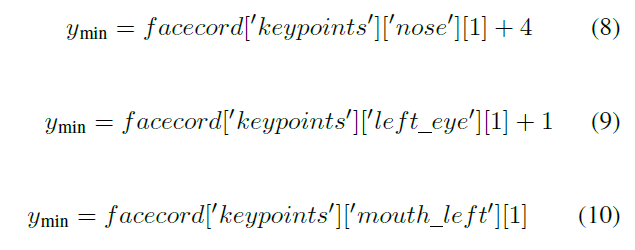 y_min = facecord['keypoints']['nose'][1] + 4 (8)
y_min = facecord['keypoints']['left_eye'][1] + 1 (9)
y_min = facecord['keypoints']['mouth_left'][1] (10)